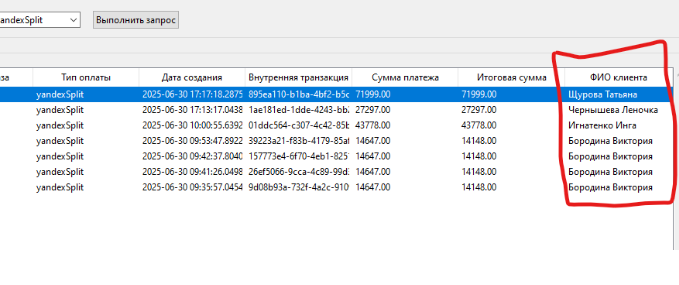 andexSplit Выполнить запрос
за Тип оплаты Дата создания Внутренняя транзакция Сумма платежа Итоговая сумма ФИО клиента
yandexSplit 2025-06-30 17:17:18.2875 895ea110-b1ba-4bf2-b5c 71999.00 71999.00 Щурова Татьяна
yandexSplit 2025-06-30 17:13:17.0438 1ae181ed-1dde-4243-bb 27297.00 27297.00 Чернышева Леночка
yandexSplit 2025-06-30 10:00:55.6392 01ddc564-c307-4c42-85b 43778.00 43778.00 Игнатенко Инга
yandexSplit 2025-06-30 09:53:47.8922 39223a21-f83b-4179-85a 14647.00 14148.00 Бородина Виктория
yandexSplit 2025-06-30 09:42:37.8040 157773e4-6f70-4eb1-825 14647.00 14148.00 Бородина Виктория
yandexSplit 2025-06-30 09:41:26.0498 26ef5066-9cca-4c89-99d 14647.00 14148.00 Бородина Виктория
yandexSplit 2025-06-30 09:35:57.0454 9d08b93a-732f-4a2c-910 14647.00 14148.00 Бородина Виктория